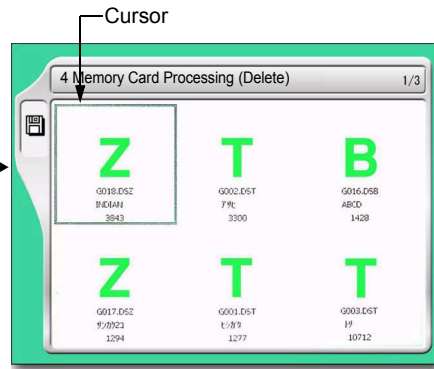 Cursor
4 Memory Card Processing (Delete) 1/3
Z T B
G018.DSZ G002.DST G016.DSB
INDIAN ABCD
3843 3300 1428
Z T T
G017.DSZ G001.DST G003.DST
1294 1277 10712